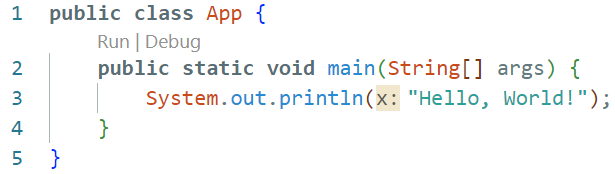 1 public class App {
Run | Debug
2 public static void main(String[] args) {
3 System.out.println(x: "Hello, World!");
4 }
5 }